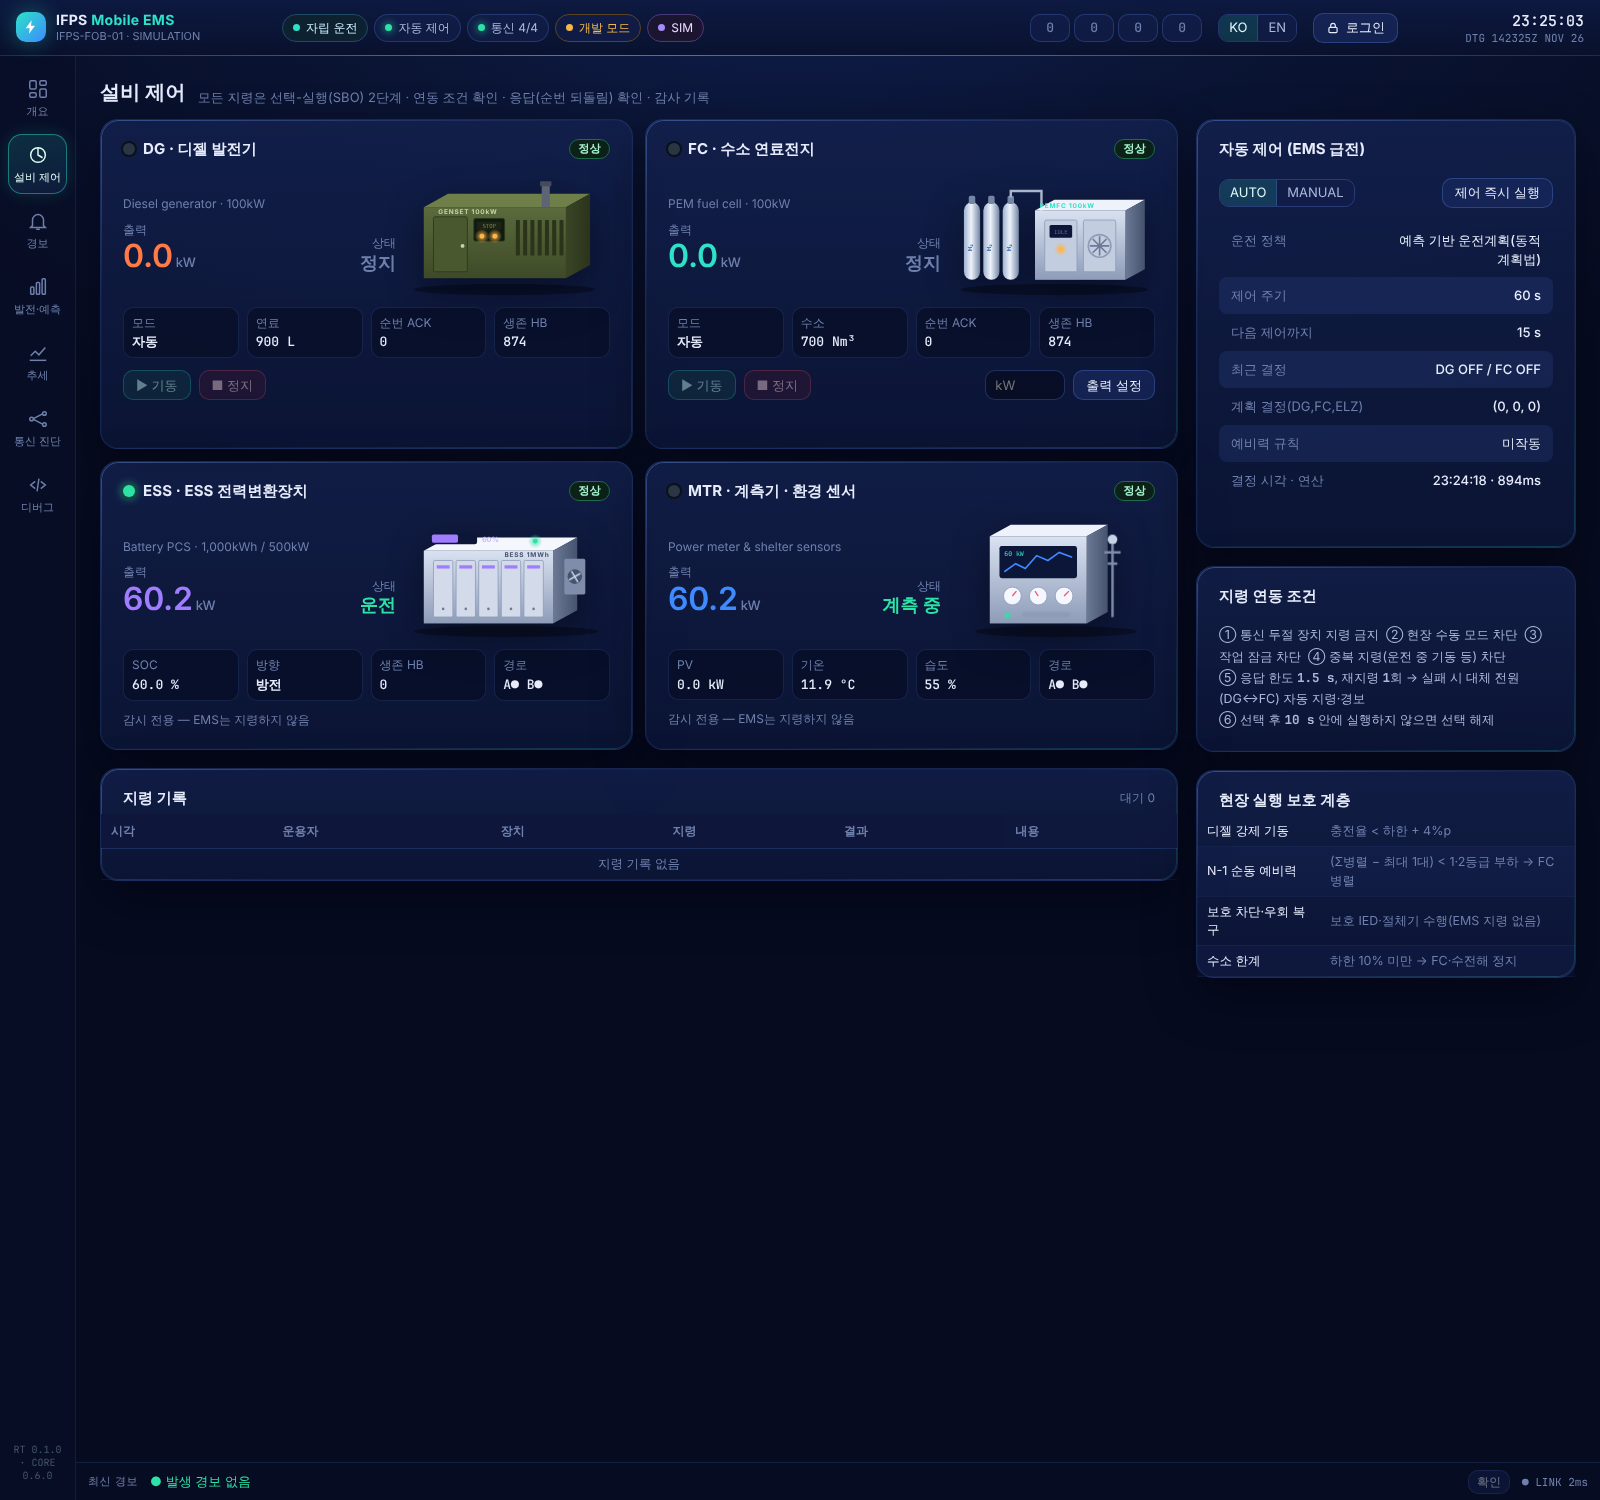 IFPS Mobile EMS
IFPS-FOB-01 · SIMULATION
자립 운전
자동 제어
통신 4/4
개발 모드
SIM
0 0 0 0
KO EN
로그인
23:25:03
DTG 142325Z NOV 26
개요
설비 제어
경보
발전·예측
추세
통신 진단
디버그
RT 0.1.0
· CORE
0.6.0
설비 제어 모든 지령은 선택-실행(SBO) 2단계 · 연동 조건 확인 · 응답(순번 되돌림) 확인 · 감사 기록
DG · 디젤 발전기 정상
Diesel generator · 100kW
출력
0.0 kW
상태
정지
GENSET 100kW
STOP
모드 연료 순번 ACK 생존 HB
자동 900 L 0 874
▶ 기동 ■ 정지
FC · 수소 연료전지 정상
PEM fuel cell · 100kW
출력
0.0 kW
상태
정지
PEMFC 100kW
IDLE
H₂ H₂ H₂
모드 수소 순번 ACK 생존 HB
자동 700 Nm³ 0 874
▶ 기동 ■ 정지 kW 출력 설정
ESS · ESS 전력변환장치 정상
Battery PCS · 1,000kWh / 500kW
출력
60.2 kW
상태
운전
60%
BESS 1MWh
SOC 방향 생존 HB 경로
60.0 % 방전 0 A● B●
감시 전용 — EMS는 지령하지 않음
MTR · 계측기 · 환경 센서 정상
Power meter & shelter sensors
출력
60.2 kW
상태
계측 중
60 kW
PV 기온 습도 경로
0.0 kW 11.9 °C 55 % A● B●
감시 전용 — EMS는 지령하지 않음
지령 기록 대기 0
시각 운용자 장치 지령 결과 내용
지령 기록 없음
자동 제어 (EMS 급전)
AUTO MANUAL 제어 즉시 실행
운전 정책 예측 기반 운전계획(동적
계획법)
제어 주기 60 s
다음 제어까지 15 s
최근 결정 DG OFF / FC OFF
계획 결정(DG,FC,ELZ) (0, 0, 0)
예비력 규칙 미작동
결정 시각 · 연산 23:24:18 · 894ms
지령 연동 조건
① 통신 두절 장치 지령 금지 ② 현장 수동 모드 차단 ③
작업 잠금 차단 ④ 중복 지령(운전 중 기동 등) 차단
⑤ 응답 한도 1.5 s, 재지령 1회 → 실패 시 대체 전원
(DG↔FC) 자동 지령·경보
⑥ 선택 후 10 s 안에 실행하지 않으면 선택 해제
현장 실행 보호 계층
디젤 강제 기동 충전율 < 하한 + 4%p
N-1 순동 예비력 (Σ병렬 − 최대 1대) < 1·2등급 부하 → FC
병렬
보호 차단·우회 복
구 보호 IED·절체기 수행(EMS 지령 없음)
수소 한계 하한 10% 미만 → FC·수전해 정지
최신 경보 ● 발생 경보 없음
확인 ● LINK 2ms